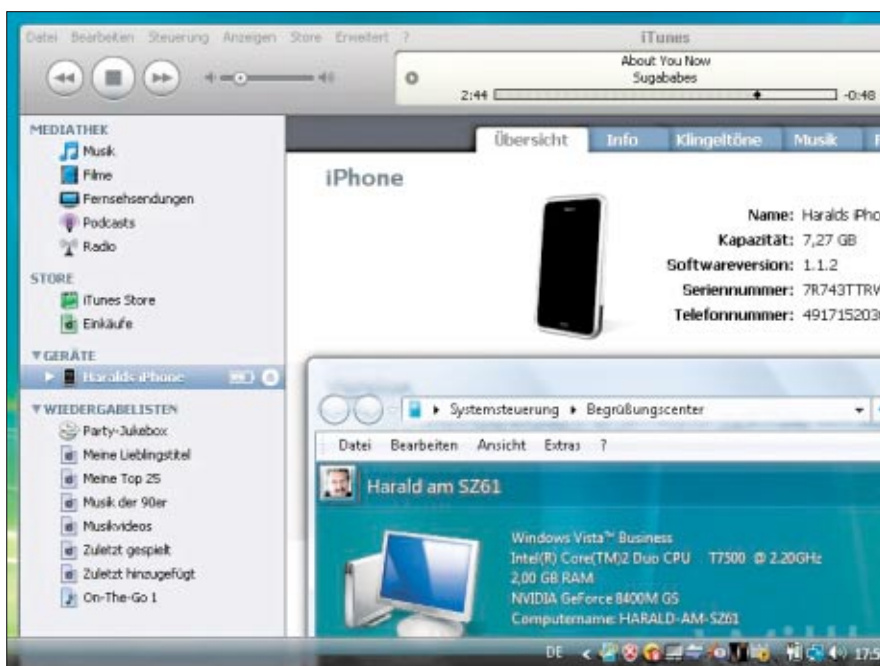 Datei Bearbeiten Steuerung Anzeigen Store Erweitert ?
iTunes
About You Now
Sugababes
2:44 -0:48
MEDIATHEK
Musik
Filme
Fernsehsendungen
Podcasts
Radio
STORE
iTunes Store
Einkäufe
GERÄTE
Haralds iPhone
WIEDERGABELISTEN
Party-Jukebox
Meine Lieblingstitel
Meine Top 25
Musik der 90er
Musikvideos
Zuletzt gespielt
Zuletzt hinzugefügt
On-The-Go 1
Übersicht Info Klingeltöne Musik
iPhone
Name: Haralds iPho
Kapazität: 7,27 GB
Softwareversion: 1.1.2
Seriennummer: 7R743TTRV
Telefonnummer: 491715203
Systemsteuerung Begrüßungscenter
Datei Bearbeiten Ansicht Extras ?
Harald am SZ61
Windows Vista™ Business
Intel(R) Core(TM)2 Duo CPU T7500 @ 2.20GHz
2,00 GB RAM
NVIDIA GeForce 8400M GS
Computername: HARALD-AM-SZ61
DE 17:5